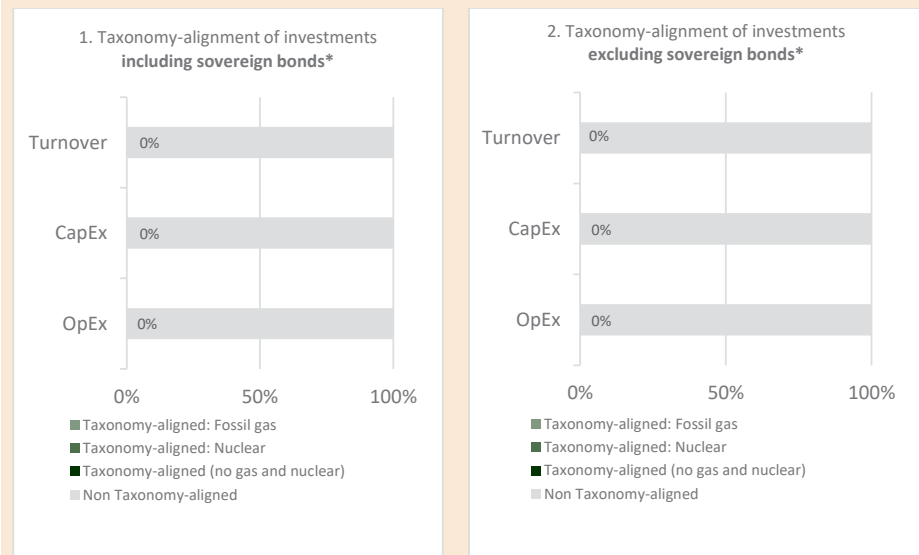 1. Taxonomy-alignment of investments
including sovereign bonds*
Turnover
0%
CapEx
0%
OpEx
0%
0%
50%
100%
Taxonomy-aligned: Fossil gas
Taxonomy-aligned: Nuclear
Taxonomy-aligned (no gas and nuclear)
Non Taxonomy-aligned
2. Taxonomy-alignment of investments
excluding sovereign bonds*
Turnover
0%
CapEx
0%
OpEx
0%
0%
50%
100%
Taxonomy-aligned: Fossil gas
Taxonomy-aligned: Nuclear
Taxonomy-aligned (no gas and nuclear)
Non Taxonomy-aligned